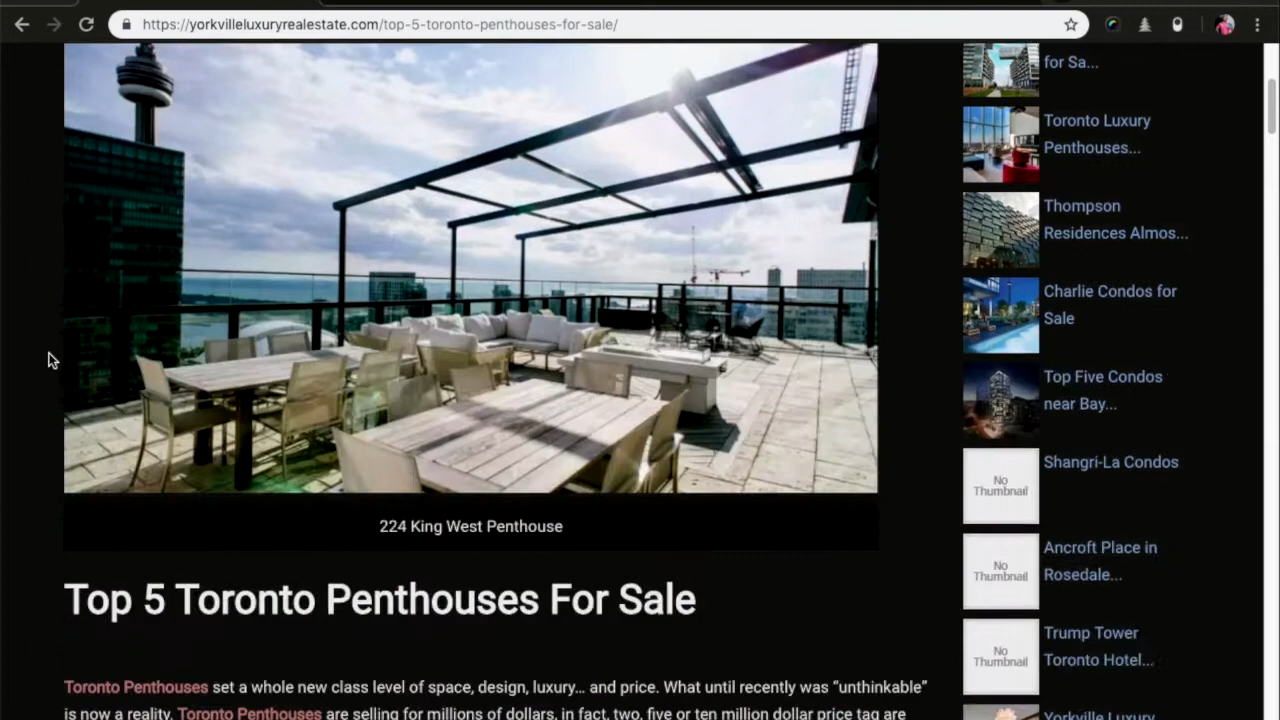 https://yorkvilleluxuryrealestate.com/top-5-toronto-penthouses-for-sale/
for Sa...
Toronto Luxury
Penthouses...
Thompson
Residences Almos...
Charlie Condos for
Sale
Top Five Condos
near Bay...
No
Thumbnail
Shangri-La Condos
No
Thumbnail
Ancroft Place in
Rosedale...
No
Thumbnail
Trump Tower
Toronto Hotel...
Yorkville Luxury
224 King West Penthouse
Top 5 Toronto Penthouses For Sale
Toronto Penthouses set a whole new class level of space, design, luxury… and price. What until recently was “unthinkable”
is now a reality. Toronto Penthouses are selling for millions of dollars, in fact, two, five or ten million dollar price tag are